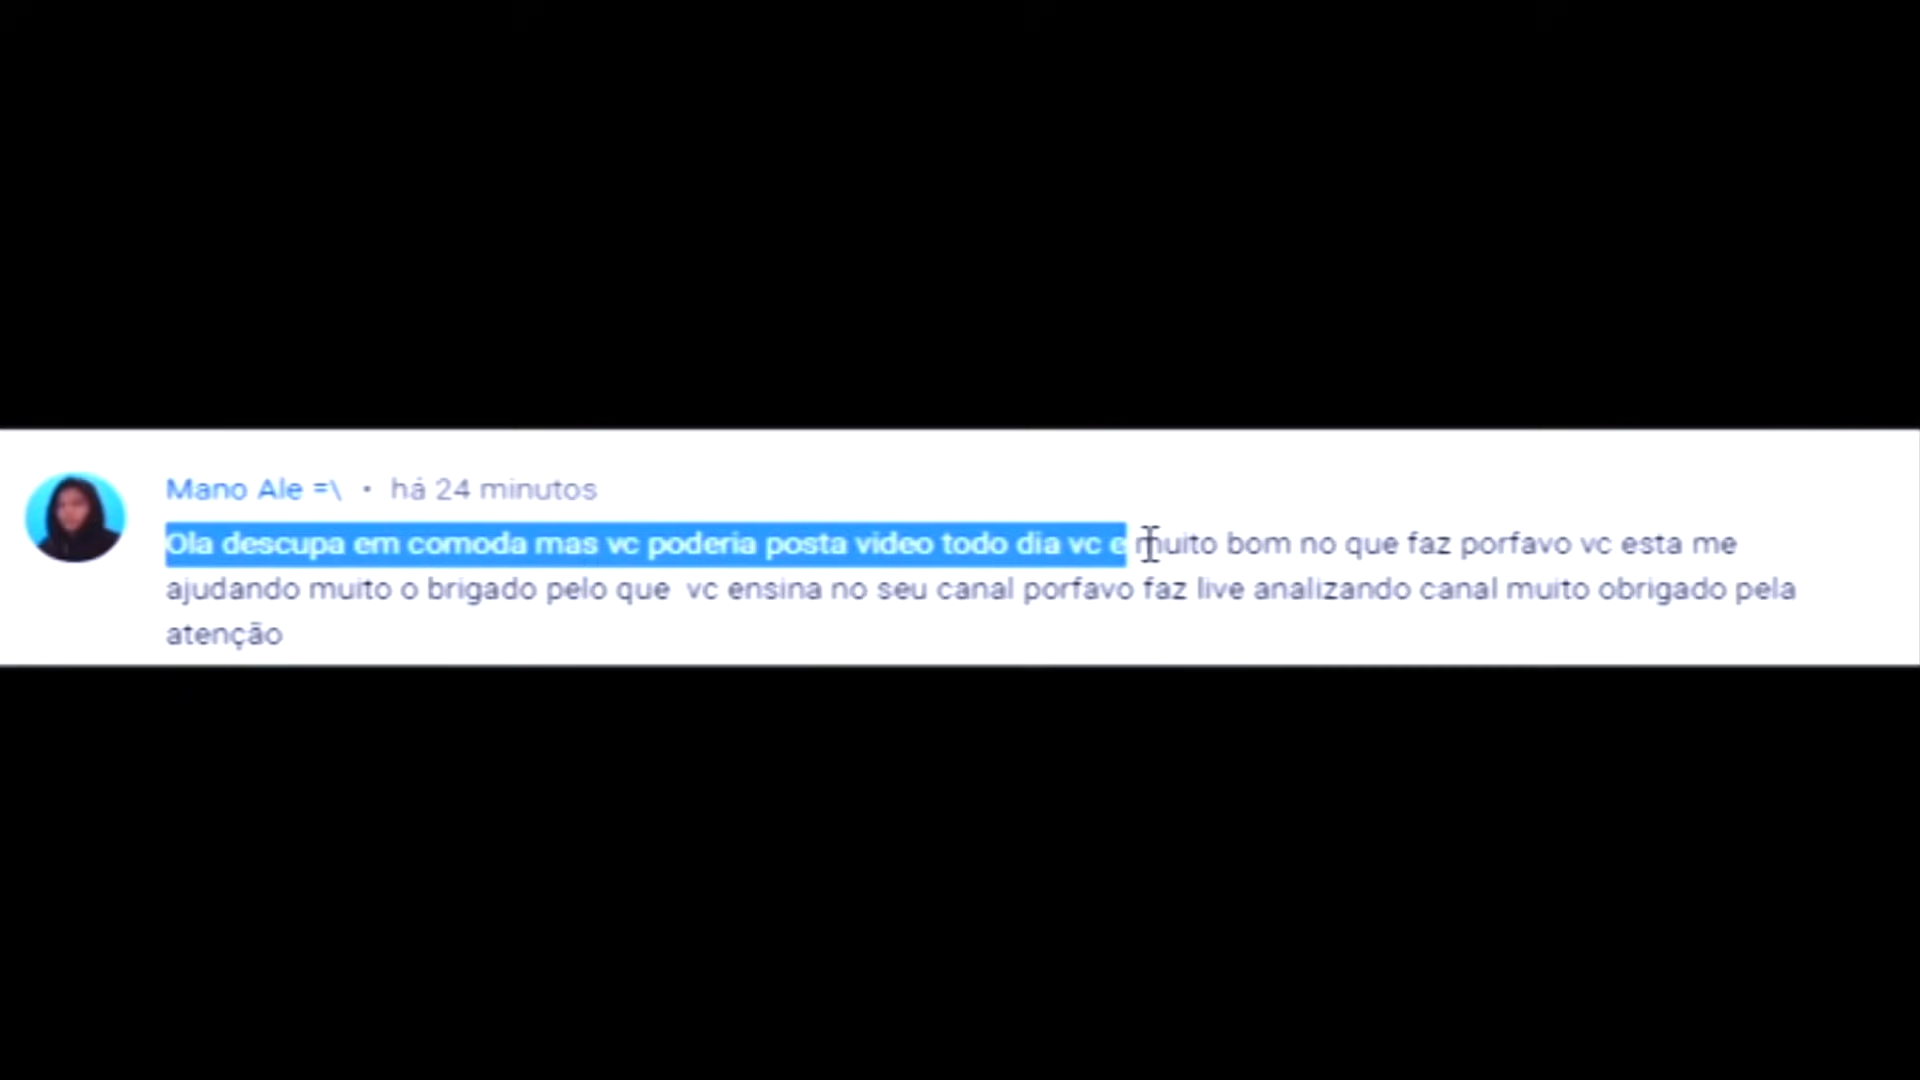 Mano Ale =\ • há 24 minutos
Ola descupa em comoda mas vc poderia posta video todo dia vc e muito bom no que faz porfavo vc esta me
ajudando muito o brigado pelo que  vc ensina no seu canal porfavo faz live analizando canal muito obrigado pela
atenção